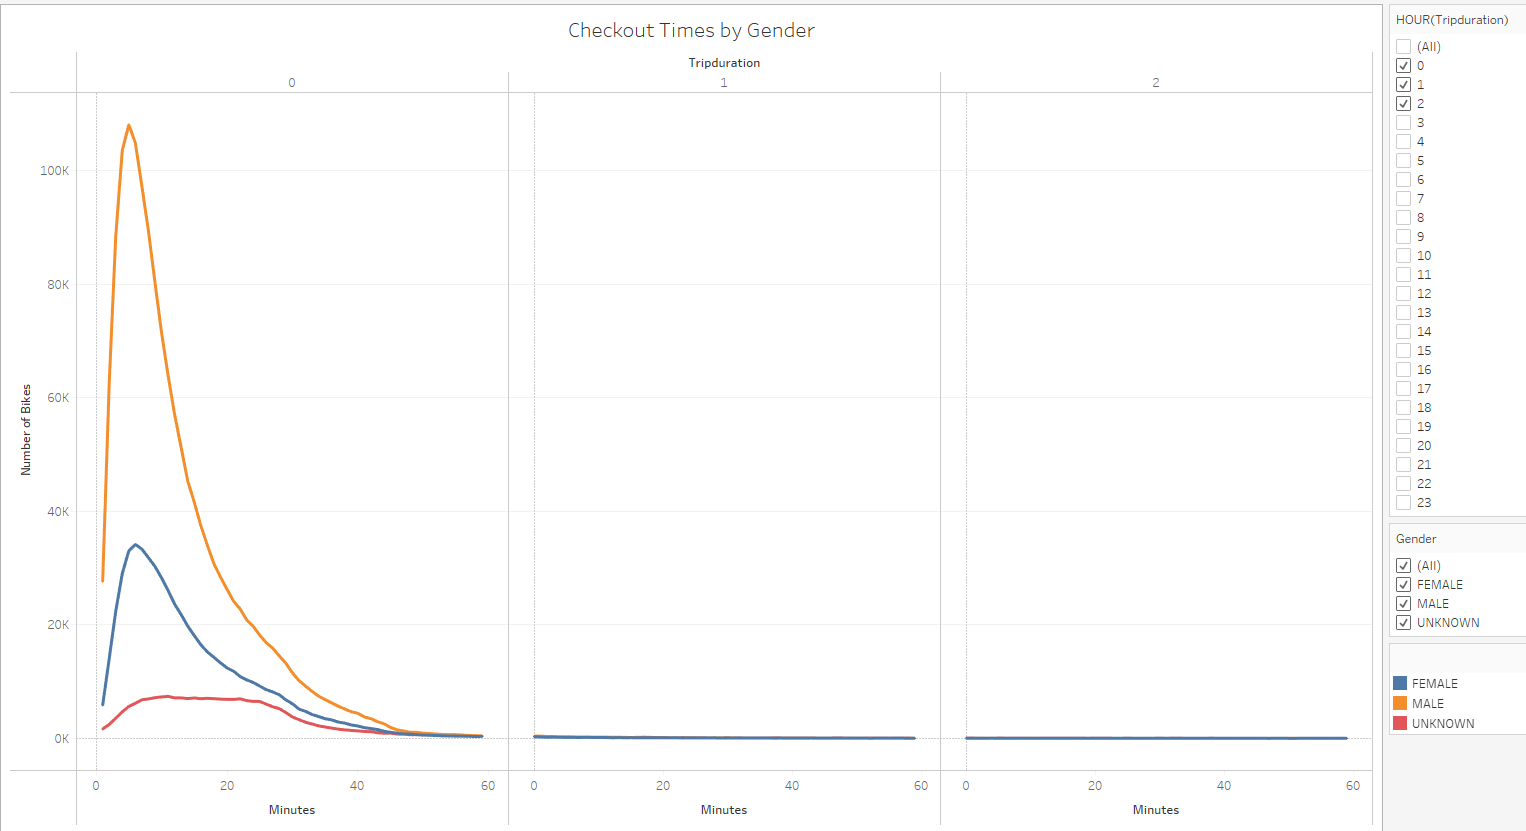 Checkout Times by Gender
Tripduration
0 1 2
100K
80K
60K
40K
20K
0K
Number of Bikes
0 20 40 60 0 20 40 60 0 20 40 60
Minutes Minutes Minutes
HOUR(Tripduration)
(All)
0
1
2
3
4
5
6
7
8
9
10
11
12
13
14
15
16
17
18
19
20
21
22
23
Gender
(All)
FEMALE
MALE
UNKNOWN
FEMALE
MALE
UNKNOWN